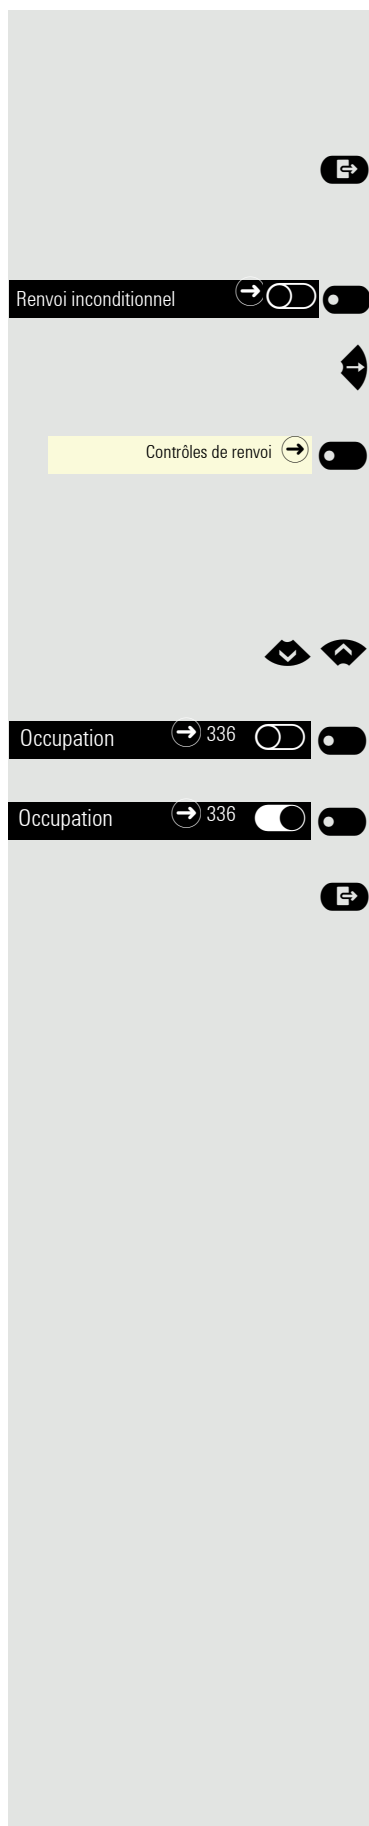 Renvoi inconditionnel
Contrôles de renvoi
Occupation 336
Occupation 336